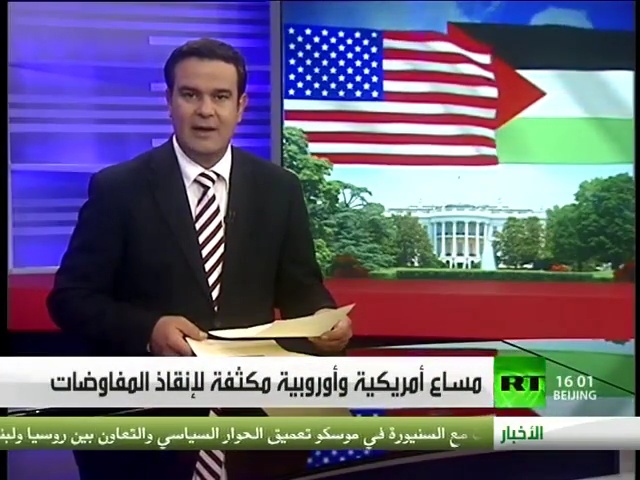 مساع أمريكية وأوروبية مكثفة لإنقاذ المفاوضات
RT
16 01
BEIJING
الأخبار
مع السنيورة في موسكو تعميق الحوار السياسي والتعاون بين روسيا